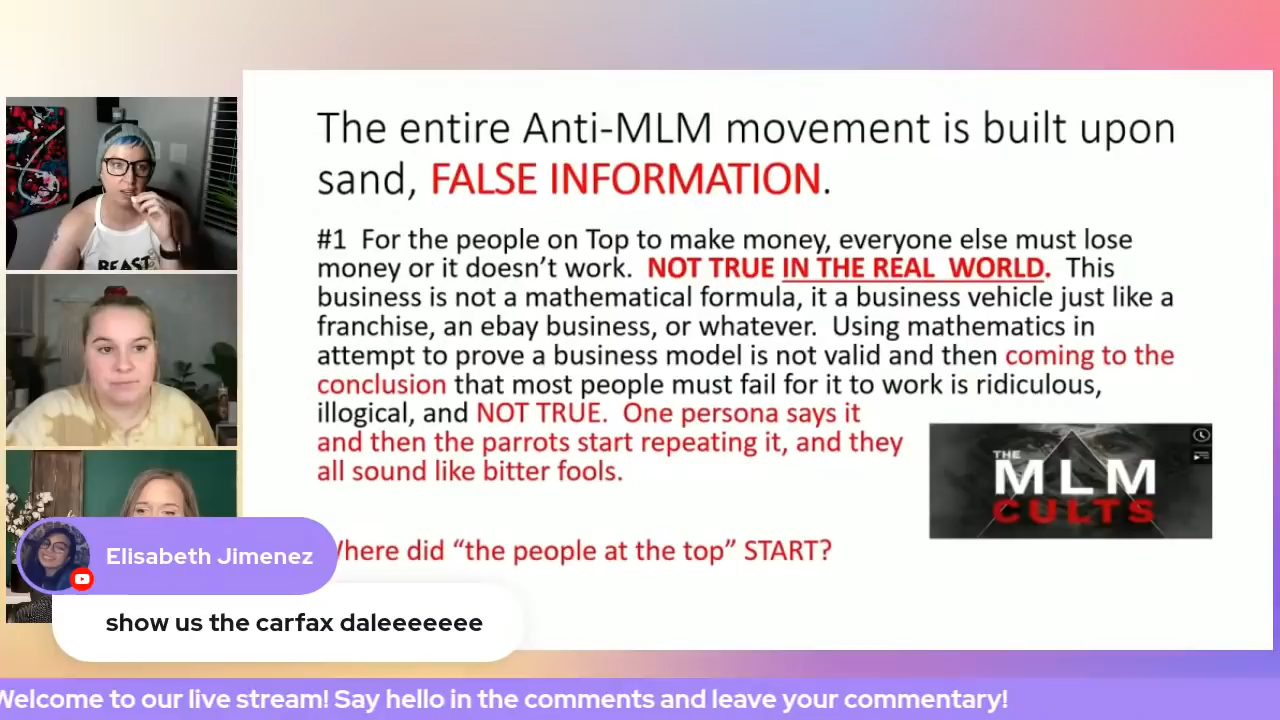 The entire Anti-MLM movement is built upon
sand, FALSE INFORMATION.
#1 For the people on Top to make money, everyone else must lose
money or it doesn’t work. NOT TRUE IN THE REAL WORLD. This
business is not a mathematical formula, it a business vehicle just like a
franchise, an ebay business, or whatever. Using mathematics in
attempt to prove a business model is not valid and then coming to the
conclusion that most people must fail for it to work is ridiculous,
illogical, and NOT TRUE. One persona says it
and then the parrots start repeating it, and they
all sound like bitter fools.
THE
MLM
CULTS
BEAST
here did “the people at the top” START?
Elisabeth Jimenez
show us the carfax daleeeeeee
Welcome to our live stream! Say hello in the comments and leave your commentary!